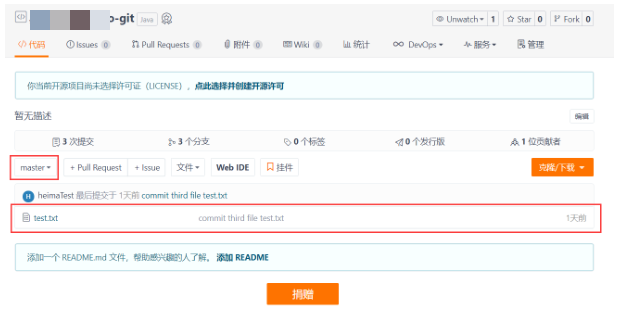 o-git Java
Unwatch 1 Star 0 Fork 0
代码 Issues 0 Pull Requests 0 附件 0 Wiki 0 统计 DevOps 服务 管理
你当前开源项目尚未选择许可证（LICENSE），点此选择并创建开源许可
暂无描述 编辑
3 次提交 3 个分支 0 个标签 0 个发行版 1 位贡献者
master + Pull Request + Issue 文件 Web IDE 挂件 克隆/下载
H heimaTest 最后提交于 1天前 commit third file test.txt
test.txt commit third file test.txt 1天前
添加一个 README.md 文件，帮助感兴趣的人了解。添加 README
捐赠